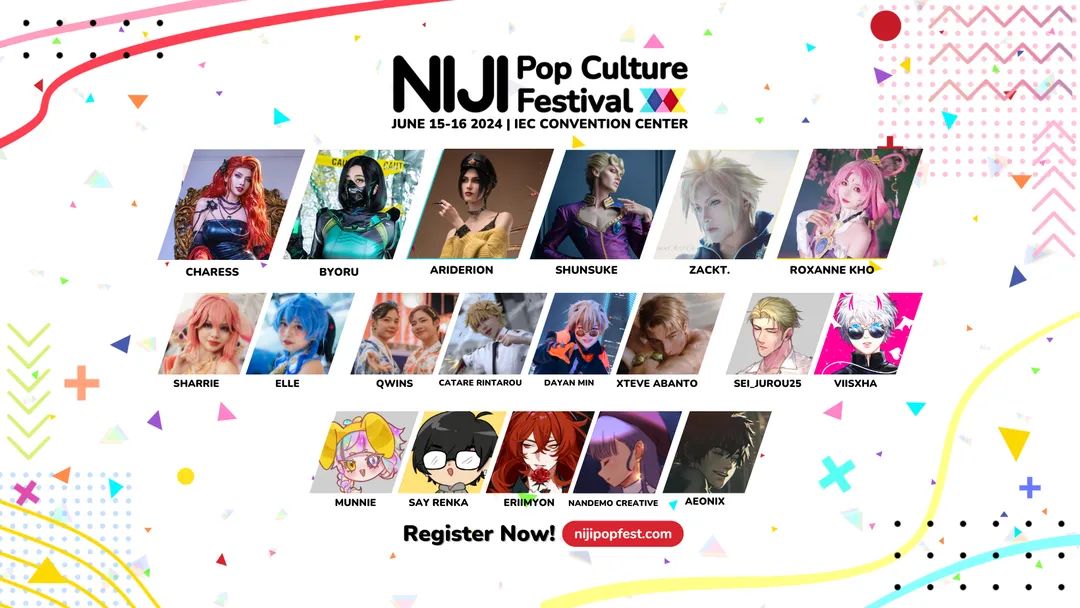 NIJI Pop Culture
Festival
JUNE 15-16 2024 | IEC CONVENTION CENTER
CHARESS
BYORU
ARIDERION
SHUNSUKE
ZACKT.
ROXANNE KHO
SHARRIE
ELLE
QWINS
CATARE RINTAROU
DAYAN MIN
XTEVE ABANTO
SEI_JUROU25
VIISXHA
MUNNIE
SAY RENKA
ERIIMYON
NANDEMO CREATIVE
AEONIX
Register Now! nijipopfest.com